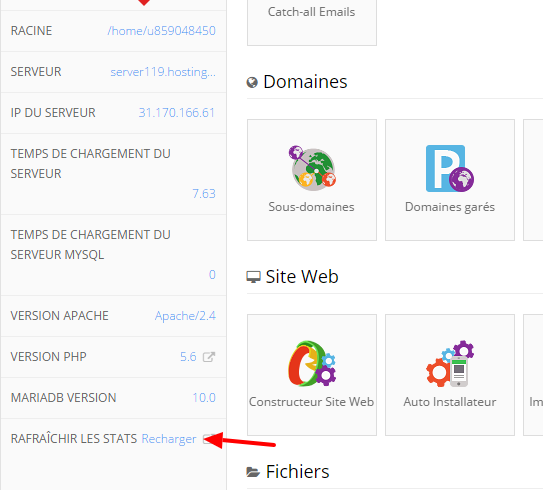 RACINE /home/u859048450
SERVEUR server119.hosting...
IP DU SERVEUR 31.170.166.61
TEMPS DE CHARGEMENT DU
SERVEUR
7.63
TEMPS DE CHARGEMENT DU
SERVEUR MYSQL
0
VERSION APACHE Apache/2.4
VERSION PHP 5.6
MARIADB VERSION 10.0
RAFRAÎCHIR LES STATS Recharger
Catch-all Emails
Domaines
Sous-domaines
Domaines garés
Site Web
Constructeur Site Web
Auto Installateur
Im
Fichiers